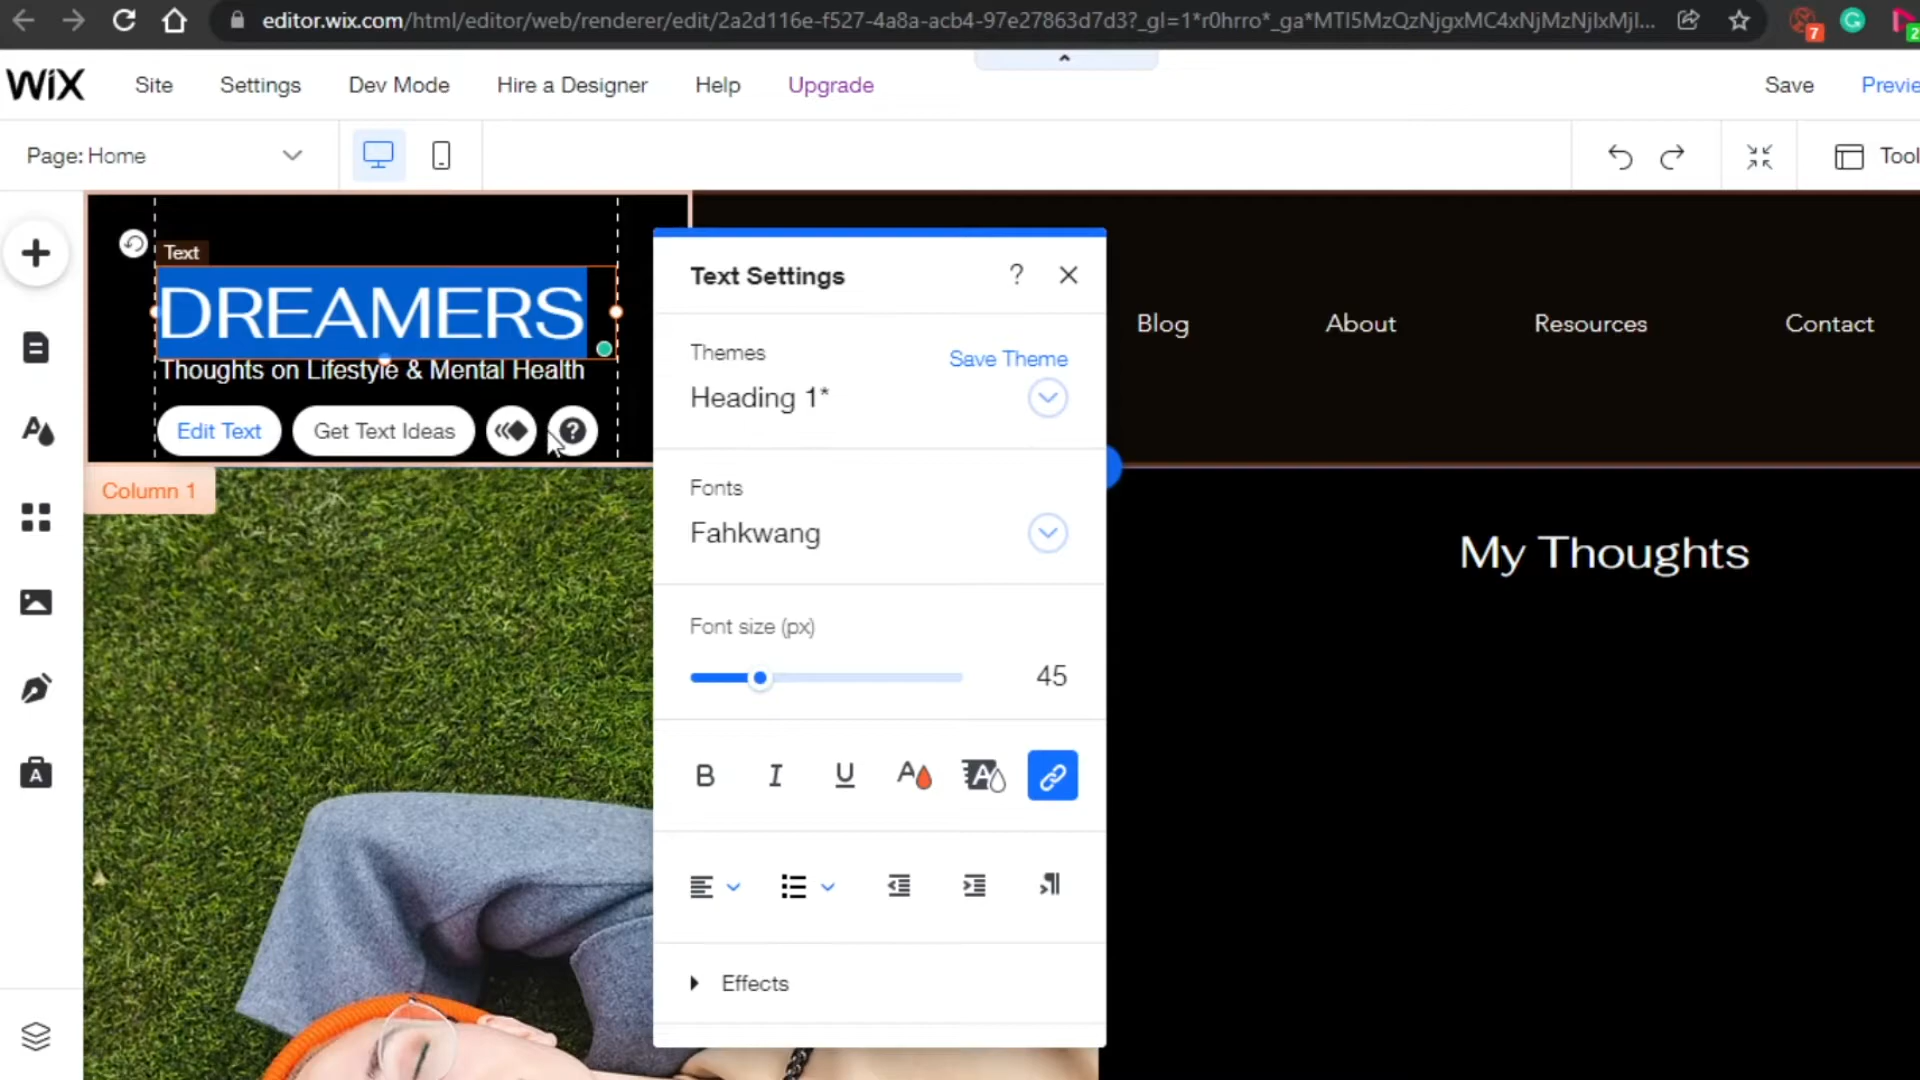 editor.wix.com/html/editor/web/renderer/edit/2a2d116e-f527-4a8a-acb4-97e27863d7d3?_gl=1*r0hrro*_ga*MTI5MzQzNjgxMC4xNjMzNjIxMjI...
7
2
WiX Site Settings Dev Mode Hire a Designer Help Upgrade Save Previe
Page: Home
Tool
Text
DREAMERS
Thoughts on Lifestyle & Mental Health
Edit Text Get Text Ideas
Column 1
Text Settings ? ×
Themes
Save Theme
Heading 1*
Fonts
Fahkwang
Font size (px)
45
B I U A A
Effects
Blog About Resources Contact
My Thoughts